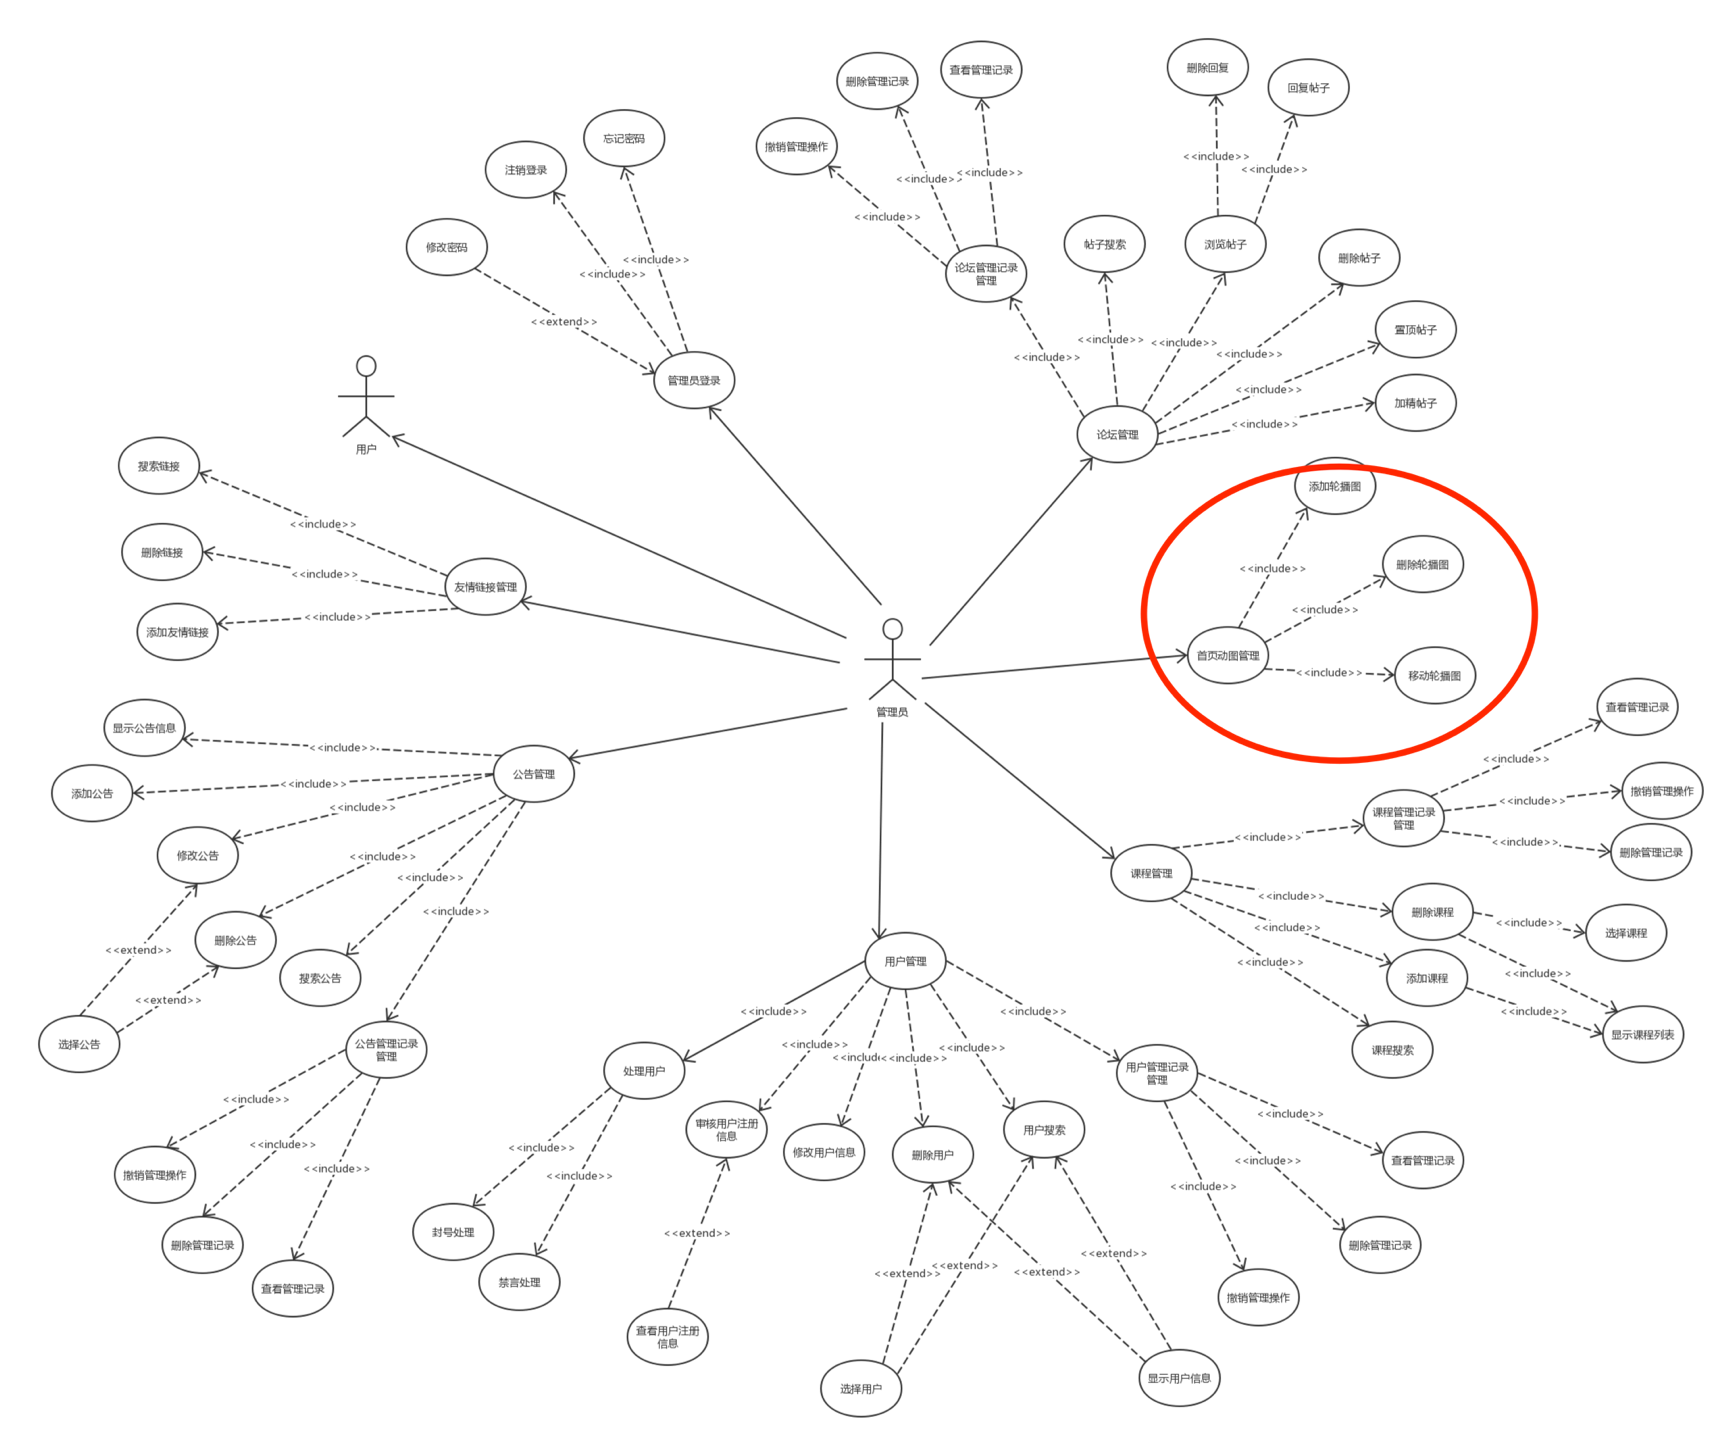 删除回复
查看管理记录
删除管理记录
回复帖子
忘记密码
撤销管理操作
<<include>>
注销登录
<<include>>
<<include>>
<<include>>
<<include>>
帖子搜索
浏览帖子
修改密码
删除帖子
<<include>>
论坛管理记录
管理
<<include>>
<<extend>>
置顶帖子
<<include>>
<<include>>
<<include>>
<<include>>
管理员登录
<<include>>
加精帖子
<<include>>
论坛管理
用户
搜索链接
添加轮播图
<<include>>
删除链接
删除轮播图
<<include>>
<<include>>
友情链接管理
<<include>>
<<include>>
添加友情链接
首页动图管理
<<include>>
移动轮播图
查看管理记录
管理员
显示公告信息
<<include>>
<<include>>
公告管理
<<include>>
添加公告
撤销管理操作
<<include>>
<<include>>
课程管理记录
管理
<<include>>
<<include>>
删除管理记录
修改公告
<<include>>
课程管理
<<include>>
<<include>>
删除课程
<<include>>
<<include>>
<<include>>
选择课程
删除公告
<<extend>>
用户管理
<<include>>
<<include>>
搜索公告
添加课程
<<extend>>
<<include>>
<<include>>
<<include>>
显示课程列表
选择公告
公告管理记录
管理
<<include>>
<<include>>
<<include>>
<<include>>
课程搜索
处理用户
用户管理记录
管理
<<include>>
<<include>>
审核用户注册
信息
用户搜索
<<include>>
<<include>>
修改用户信息
删除用户
<<include>>
查看管理记录
<<include>>
撤销管理操作
<<include>>
<<include>>
封号处理
<<extend>>
删除管理记录
删除管理记录
<<extend>>
<<extend>>
<<extend>>
<<extend>>
禁言处理
查看管理记录
撤销管理操作
查看用户注册
信息
显示用户信息
选择用户